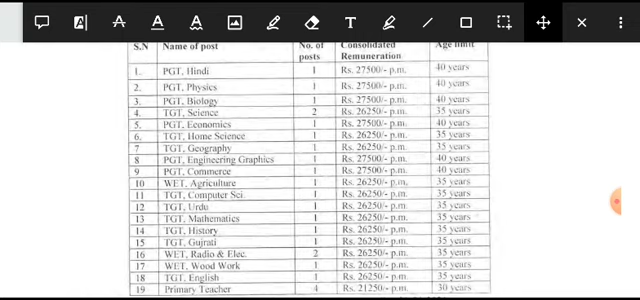 S.N Name of post No. of posts Consolidated Remuneration Age limit
1. PGT, Hindi 1 Rs. 27500/- p.m. 40 years
2. PGT, Physics 1 Rs. 27500/- p.m. 40 years
3. PGT, Biology 1 Rs. 27500/- p.m. 40 years
4. TGT, Science 2 Rs. 26250/- p.m. 35 years
5. PGT, Economics 1 Rs. 27500/- p.m. 40 years
6. TGT, Home Science 1 Rs. 26250/- p.m. 35 years
7 TGT, Geography 1 Rs. 26250/- p.m. 35 years
8 PGT, Engineering Graphics 1 Rs. 27500/- p.m. 40 years
9 PGT, Commerce 1 Rs. 27500/- p.m. 40 years
10 WET, Agriculture 1 Rs. 26250/- p.m. 35 years
11 TGT, Computer Sci. 1 Rs. 26250/- p.m. 35 years
12 TGT, Urdu 1 Rs. 26250/- p.m. 35 years
13 TGT, Mathematics 1 Rs. 26250/- p.m. 35 years
14 TGT, History 1 Rs. 26250/- p.m. 35 years
15 TGT, Gujrati 1 Rs. 26250/- p.m. 35 years
16 WET, Radio & Elec. 2 Rs. 26250/- p.m. 35 years
17 WET, Wood Work 1 Rs. 26250/- p.m. 35 years
18 TGT, English 1 Rs. 26250/- p.m. 35 years
19 Primary Teacher 4 Rs. 21250/- p.m. 30 years